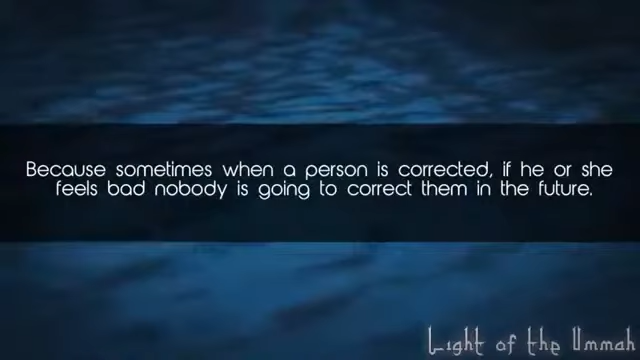 Because sometimes when a person is corrected, if he or she
feels bad nobody is going to correct them in the future.
Light of the Ummah